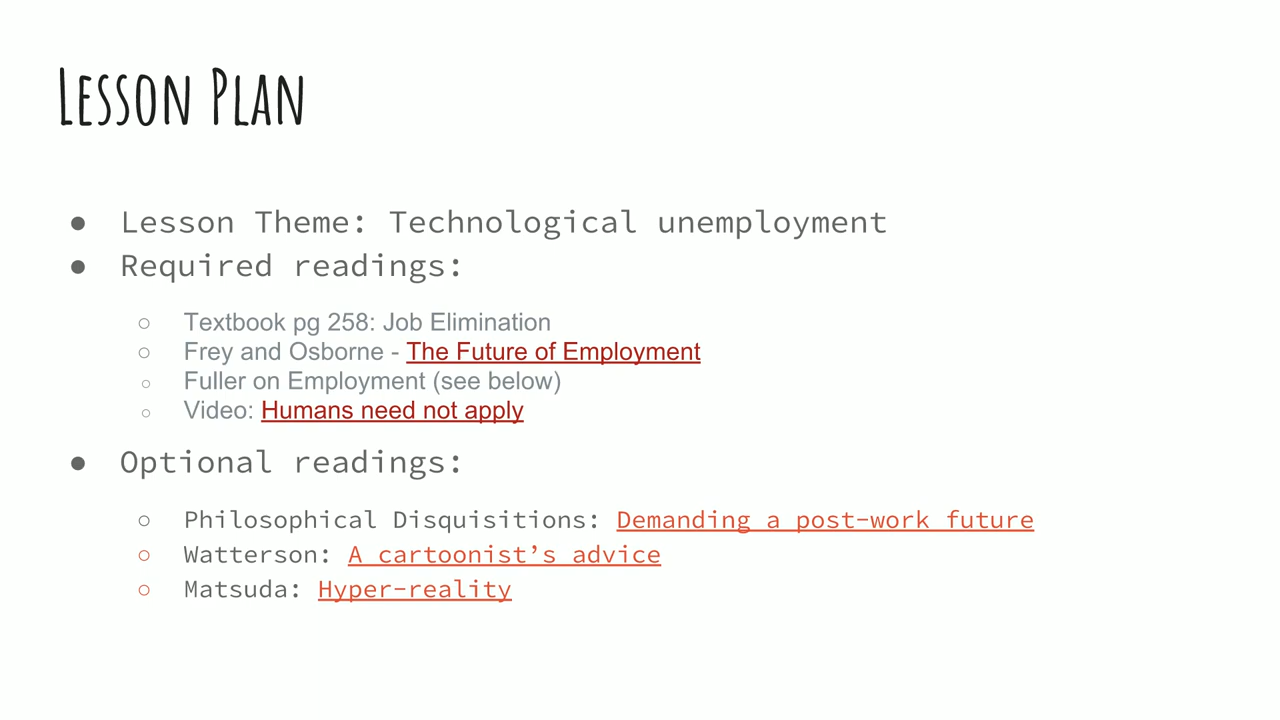 Lesson Plan
● Lesson Theme: Technological unemployment
● Required readings:
○ Textbook pg 258: Job Elimination
○ Frey and Osborne - The Future of Employment
○ Fuller on Employment (see below)
○ Video: Humans need not apply
● Optional readings:
○ Philosophical Disquisitions: Demanding a post-work future
○ Watterson: A cartoonist’s advice
○ Matsuda: Hyper-reality